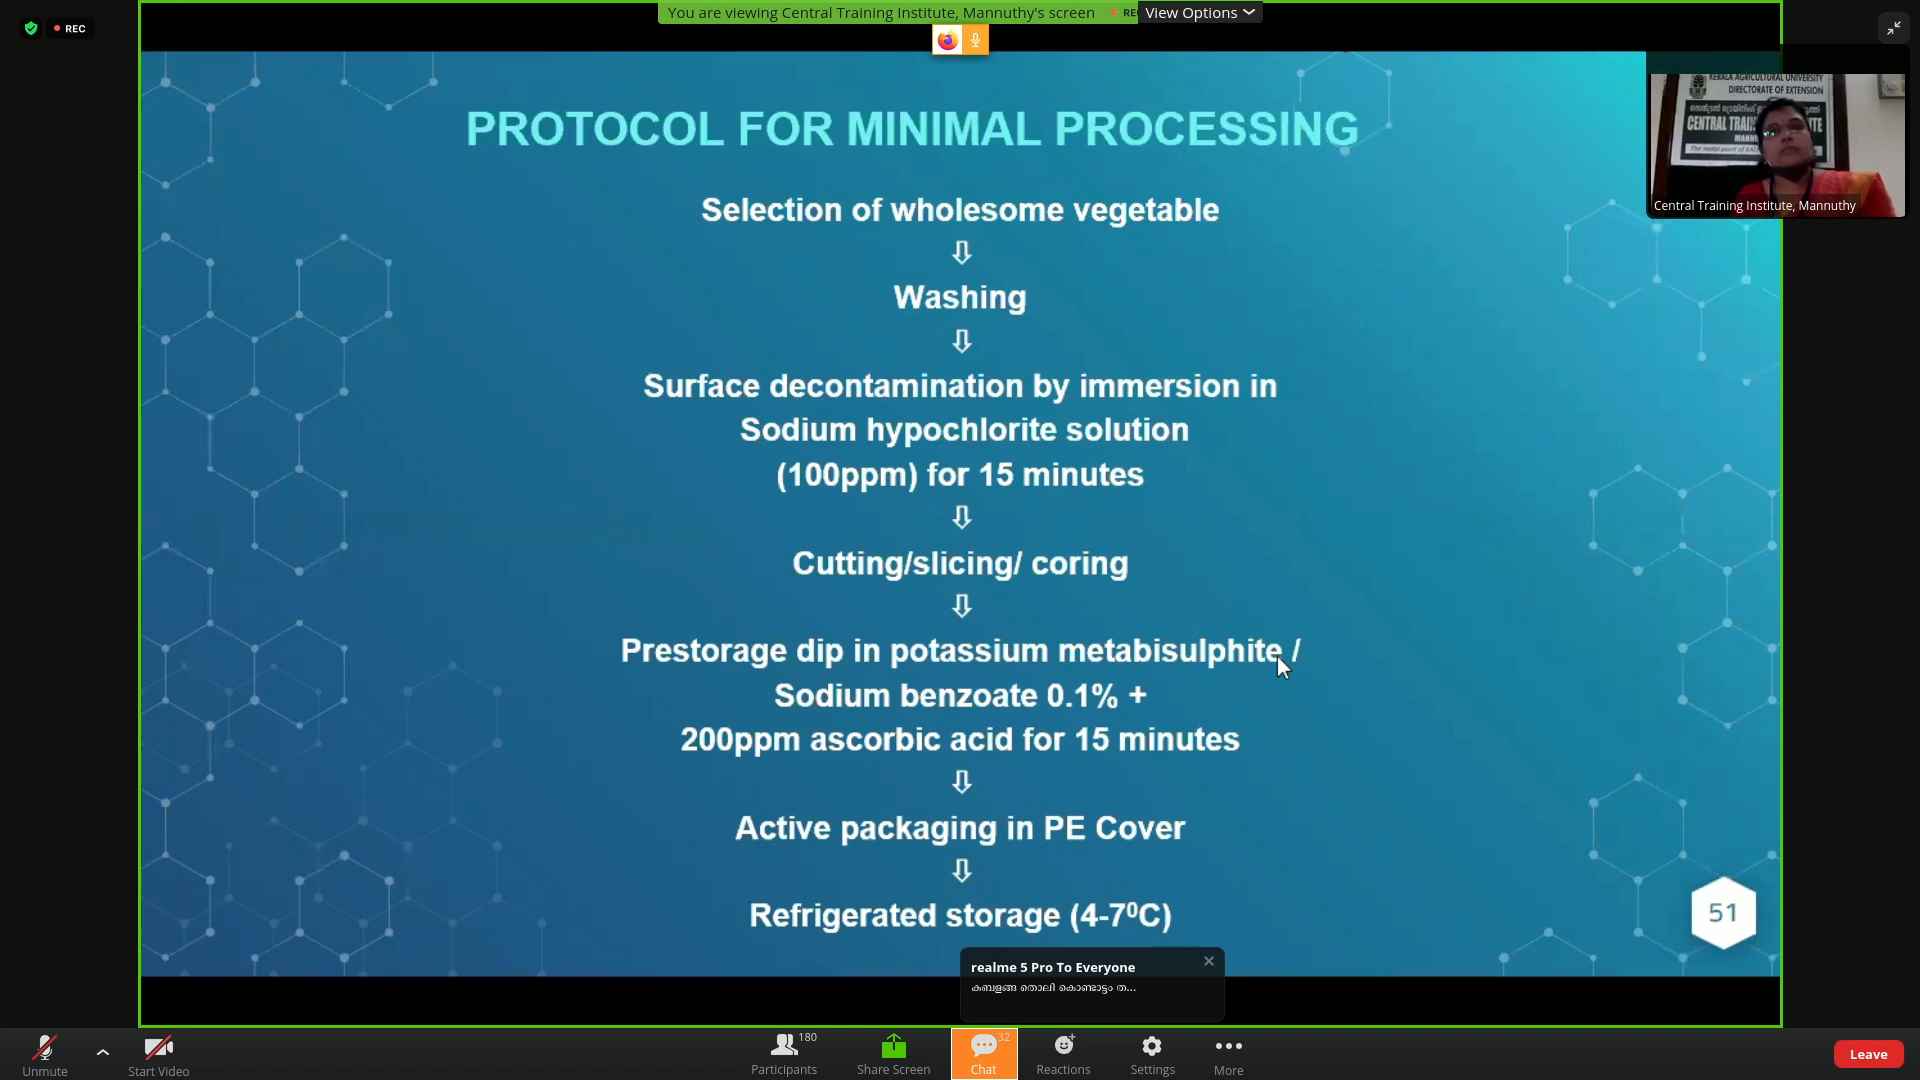 You are viewing Central Training Institute, Mannuthy's screen
REC
View Options
REC
KERALA AGRICULTURAL UNIVERSITY
DIRECTORATE OF EXTENSION
CENTRAL
MANN
Central Training Institute, Mannuthy
PROTOCOL FOR MINIMAL PROCESSING
Selection of wholesome vegetable
⇩
Washing
⇩
Surface decontamination by immersion in
Sodium hypochlorite solution
(100ppm) for 15 minutes
⇩
Cutting/slicing/ coring
⇩
Prestorage dip in potassium metabisulphite /
Sodium benzoate 0.1% +
200ppm ascorbic acid for 15 minutes
⇩
Active packaging in PE Cover
⇩
Refrigerated storage (4-7⁰C)
51
realme 5 Pro To Everyone
കുബളങ്ങ തൊലി കൊണ്ടാട്ടം ത...
Unmute
Start Video
Participants 180
Share Screen
Chat 32
Reactions
Settings
More
Leave